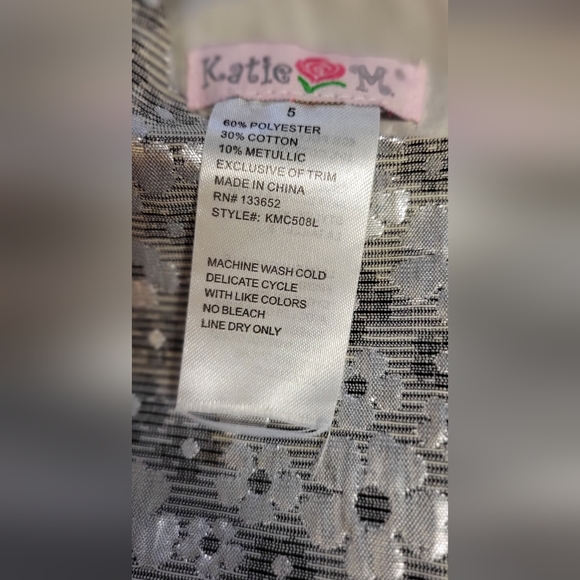 Katie M.
5
60% POLYESTER
30% COTTON
10% METULLIC
EXCLUSIVE OF TRIM
MADE IN CHINA
RN# 133652
STYLE#: KMC508L
MACHINE WASH COLD
DELICATE CYCLE
WITH LIKE COLORS
NO BLEACH
LINE DRY ONLY